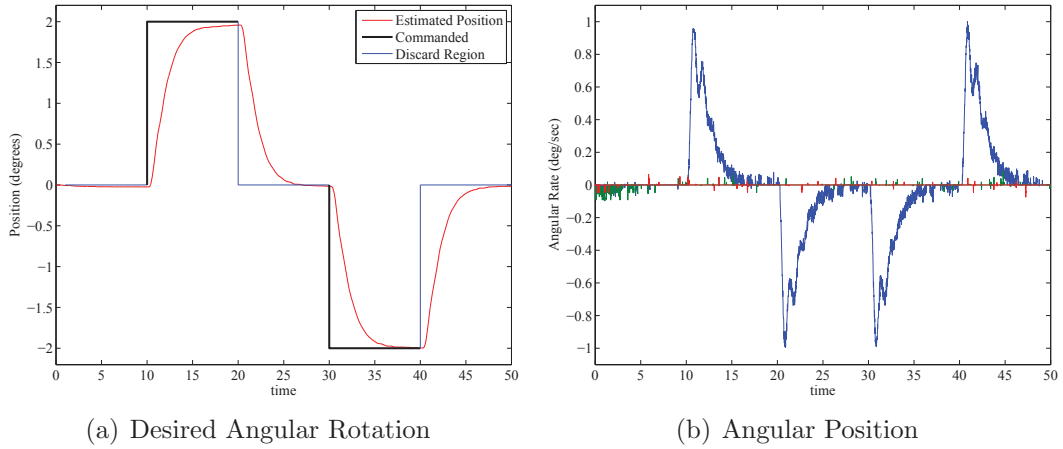 Position (degrees)
2
1.5
1
0.5
0
−0.5
−1
−1.5
−2
0 5 10 15 20 25 30 35 40 45 50
time
Estimated Position
Commanded
Discard Region
(a) Desired Angular Rotation
Angular Rate (deg/sec)
1
0.8
0.6
0.4
0.2
0
−0.2
−0.4
−0.6
−0.8
−1
0 5 10 15 20 25 30 35 40 45 50
time
(b) Angular Position